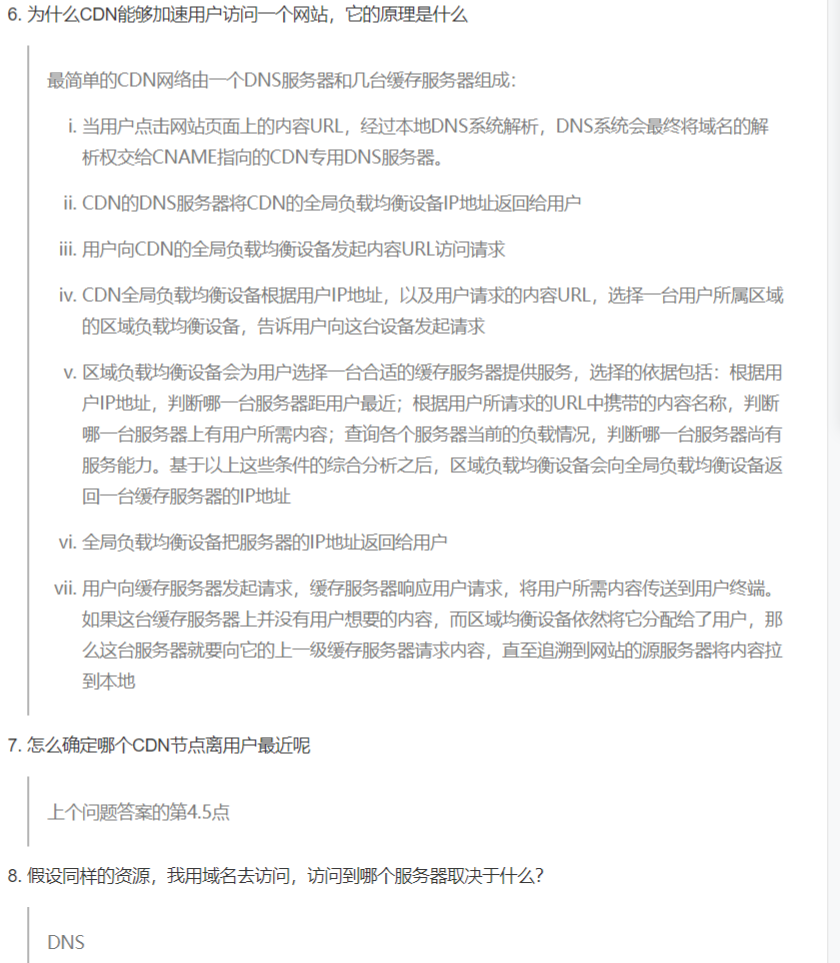 6. 为什么CDN能够加速用户访问一个网站，它的原理是什么
最简单的CDN网络由一个DNS服务器和几台缓存服务器组成：
i. 当用户点击网站页面上的内容URL，经过本地DNS系统解析，DNS系统会最终将域名的解
析权交给CNAME指向的CDN专用DNS服务器。
ii. CDN的DNS服务器将CDN的全局负载均衡设备IP地址返回给用户
iii. 用户向CDN的全局负载均衡设备发起内容URL访问请求
iv. CDN全局负载均衡设备根据用户IP地址，以及用户请求的内容URL，选择一台用户所属区域
的区域负载均衡设备，告诉用户向这台设备发起请求
v. 区域负载均衡设备会为用户选择一台合适的缓存服务器提供服务，选择的依据包括：根据用
户IP地址，判断哪一台服务器距用户最近；根据用户所请求的URL中携带的内容名称，判断
哪一台服务器上有用户所需内容；查询各个服务器当前的负载情况，判断哪一台服务器尚有
服务能力。基于以上这些条件的综合分析之后，区域负载均衡设备会向全局负载均衡设备返
回一台缓存服务器的IP地址
vi. 全局负载均衡设备把服务器的IP地址返回给用户
vii. 用户向缓存服务器发起请求，缓存服务器响应用户请求，将用户所需内容传送到用户终端。
如果这台缓存服务器上并没有用户想要的内容，而区域均衡设备依然将它分配给了用户，那
么这台服务器就要向它的上一级缓存服务器请求内容，直至追溯到网站的源服务器将内容拉
到本地
7. 怎么确定哪个CDN节点离用户最近呢
上个问题答案的第4.5点
8. 假设同样的资源，我用域名去访问，访问到哪个服务器取决于什么？
DNS